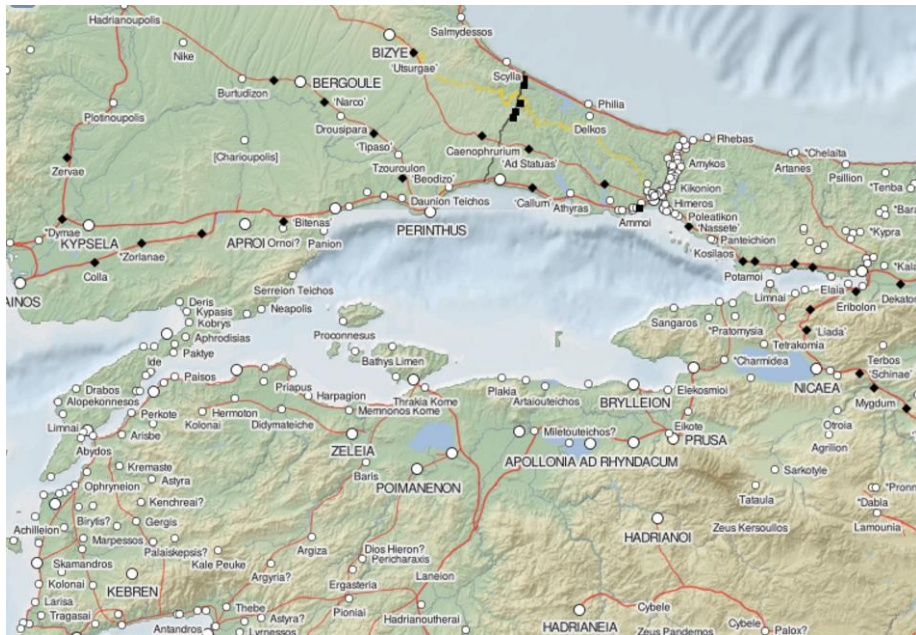 Hadrianoupolis
Salmydessos
Nike
BIZYE
'Utsurgae'
Scylla
BERGOULE
Burtudizon
'Narco'
Philia
Plotinoupolis
Drousipara
Delkos
Rhebas
[Charioupolis]
'Tipaso'
Caenophrurium
'Ad Statuas'
Amykos
*Chelaita
Artanes
Zervae
Tzouroulon
'Beodizo'
Psillion
Kikonion
*Tenba
Daunion Teichos
'Callum'
Athyras
Himeros
*Dymae
'Bitenas'
Ammoi
Poleatikon
*Bar
KYPSELA
APROI
Ornoi?
Panion
PERINTHUS
'Nassete'
Panteichion
*Kypra
*Zorlanae
Kosilaos
Colla
Potamoi
*Kala
AINOS
Serreion Teichos
Limnai
Elaia
Dekaton
Deris
Kypasis
Neapolis
Eribolon
Kobrys
Sangaros
*Pratomysia
'Liada'
Aphrodisias
Proconnesus
Tetrakomia
Terbos
Ide
Paktye
Bathys Limen
*Charmidea
'Schinae'
Paisos
Drabos
Priapus
Thrakia Kome
Plakia
Elekosmioi
NICAEA
Alopekonnesos
Harpagion
Artaiouteichos
BRYLLEION
Mygdum
Perkote
Kolonai
Hermoton
Memnonos Kome
Limnai
Didymateiche
Miletouteichos?
Eikote
Otroia
Arisbe
PRUSA
Agrilion
Abydos
ZELEIA
APOLLONIA AD RHYNDACUM
Kremaste
Baris
Sarkotyle
Astyra
POIMANENON
Ophryneion
*Pronn
Kenchreai?
Tataula
*Dabla
Achilleion
Birytis?
Gergis
Zeus Kersoullos
Lamounia
Marpessos
HADRIANOI
Argiza
Palaiskepsis?
Dios Hieron?
Pericharaxis
Skamandros
Kale Peuke
Kolonai
KEBREN
Argyria?
Laneion
Ergasteria
Larisa
Thebe
Pionial
Cybele
Tragasai
Astyra?
Hadrianoutherai
HADRIANEIA
Cybele
Palox?
Antandros
Lyrnessos
Zeus Pandemos